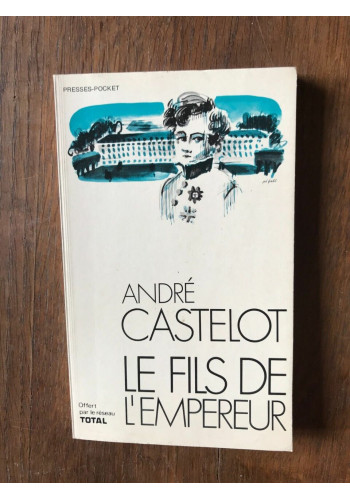 PRESSES-POCKET
ANDRÉ
CASTELOT
LE FILS DE
L'EMPEREUR
Offert
par le réseau
TOTAL